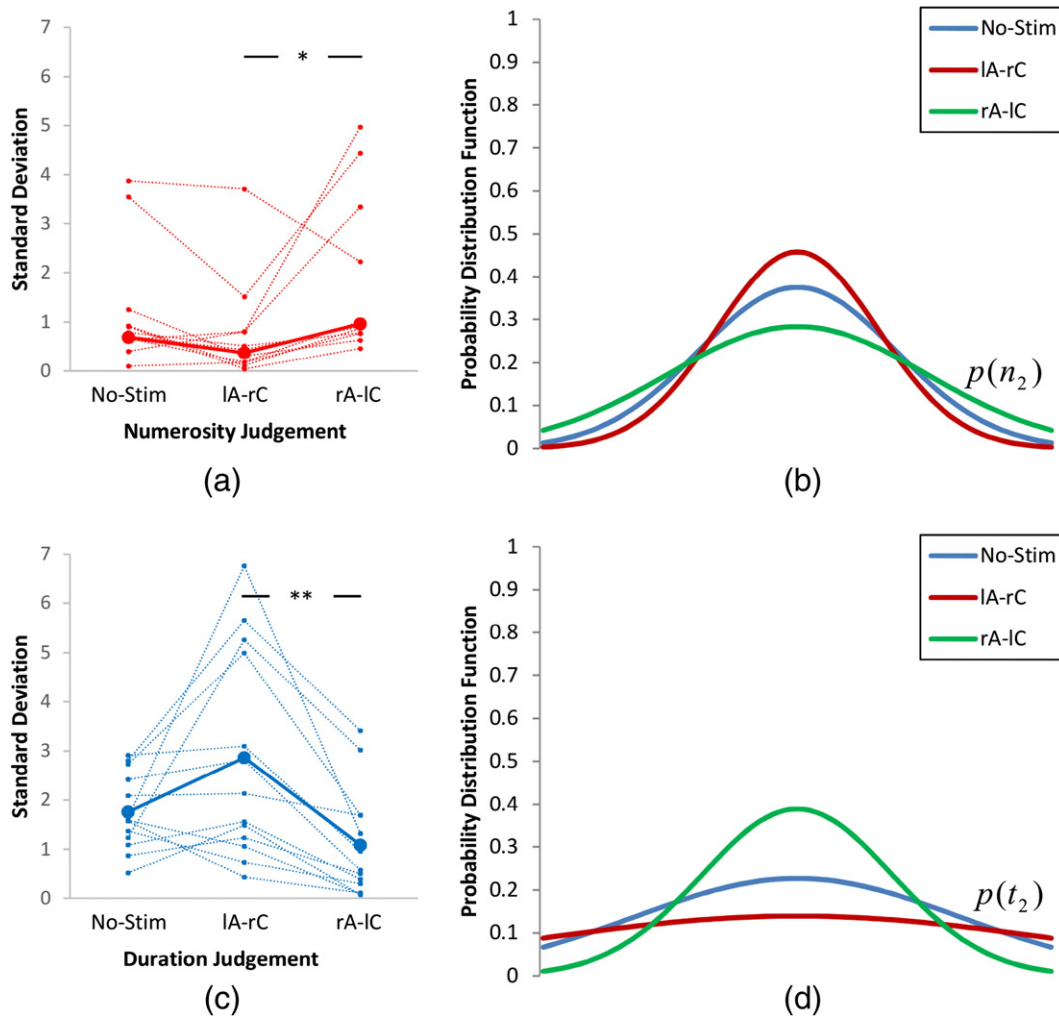 7
6
5
4
3
2
1
0
Standard Deviation
*
No-Stim lA-rC rA-lC
Numerosity Judgement
(a)
1
0.9
0.8
0.7
0.6
0.5
0.4
0.3
0.2
0.1
0
Probability Distribution Function
No-Stim
lA-rC
rA-lC
p(n2)
(b)
7
6
5
4
3
2
1
0
Standard Deviation
**
No-Stim lA-rC rA-lC
Duration Judgement
(c)
1
0.9
0.8
0.7
0.6
0.5
0.4
0.3
0.2
0.1
0
Probability Distribution Function
No-Stim
lA-rC
rA-lC
p(t2)
(d)